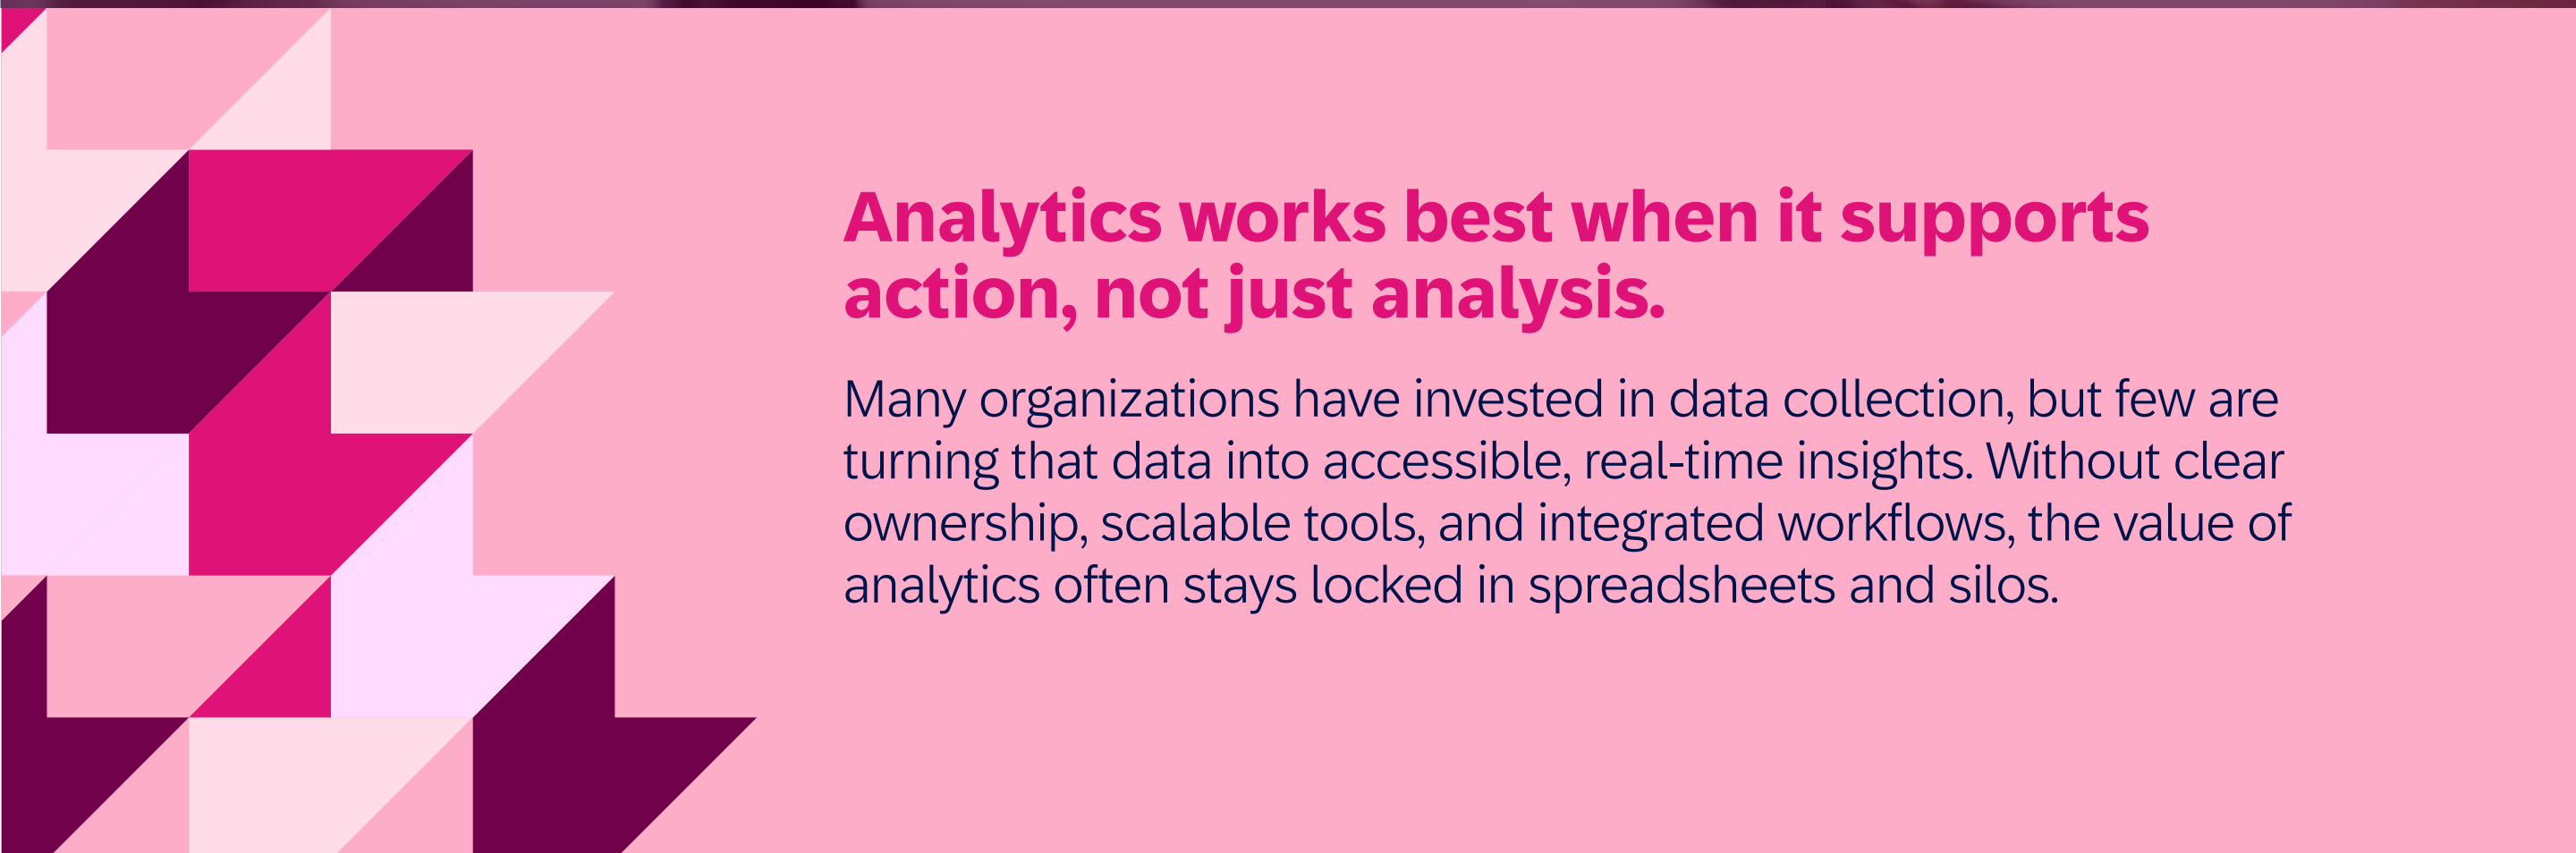 Analytics works best when it supports
action, not just analysis.
Many organizations have invested in data collection, but few are
turning that data into accessible, real-time insights. Without clear
ownership, scalable tools, and integrated workflows, the value of
analytics often stays locked in spreadsheets and silos.